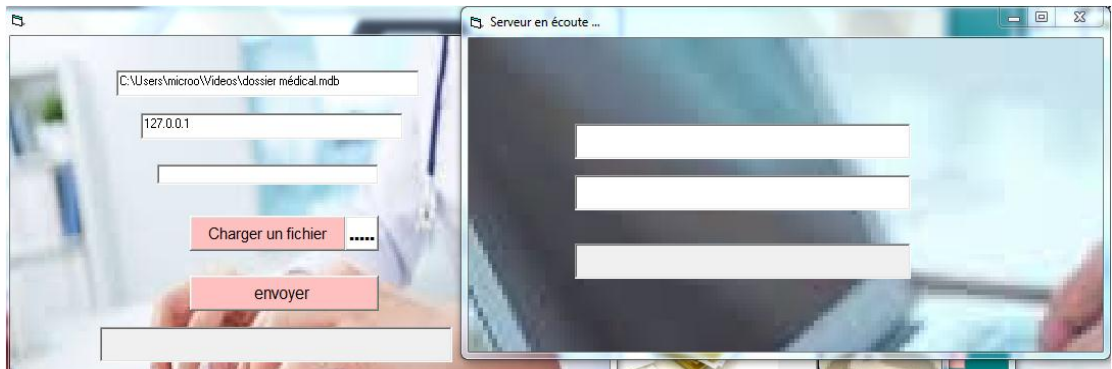 Serveur en écoute ...
C:\Users\microo\Videos\dossier médical.mdb
127.0.0.1
Charger un fichier .....
envoyer